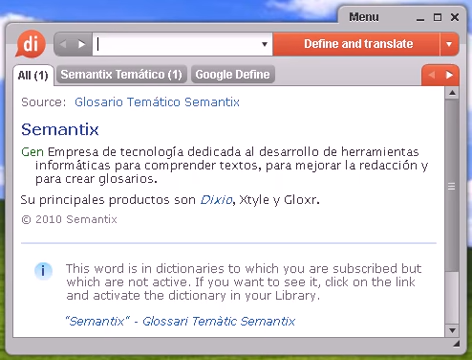 Menu
di
Define and translate
All (1)
Semantix Temático (1)
Google Define
Source: Glosario Temático Semantix
Semantix
Gen Empresa de tecnología dedicada al desarrollo de herramientas
informáticas para comprender textos, para mejorar la redacción y
para crear glosarios.
Su principales productos son Dixio, Xtyle y Gloxr.
© 2010 Semantix
i
This word is in dictionaries to which you are subscribed but
which are not active. If you want to see it, click on the link
and activate the dictionary in your Library.
"Semantix" - Glossari Temàtic Semantix